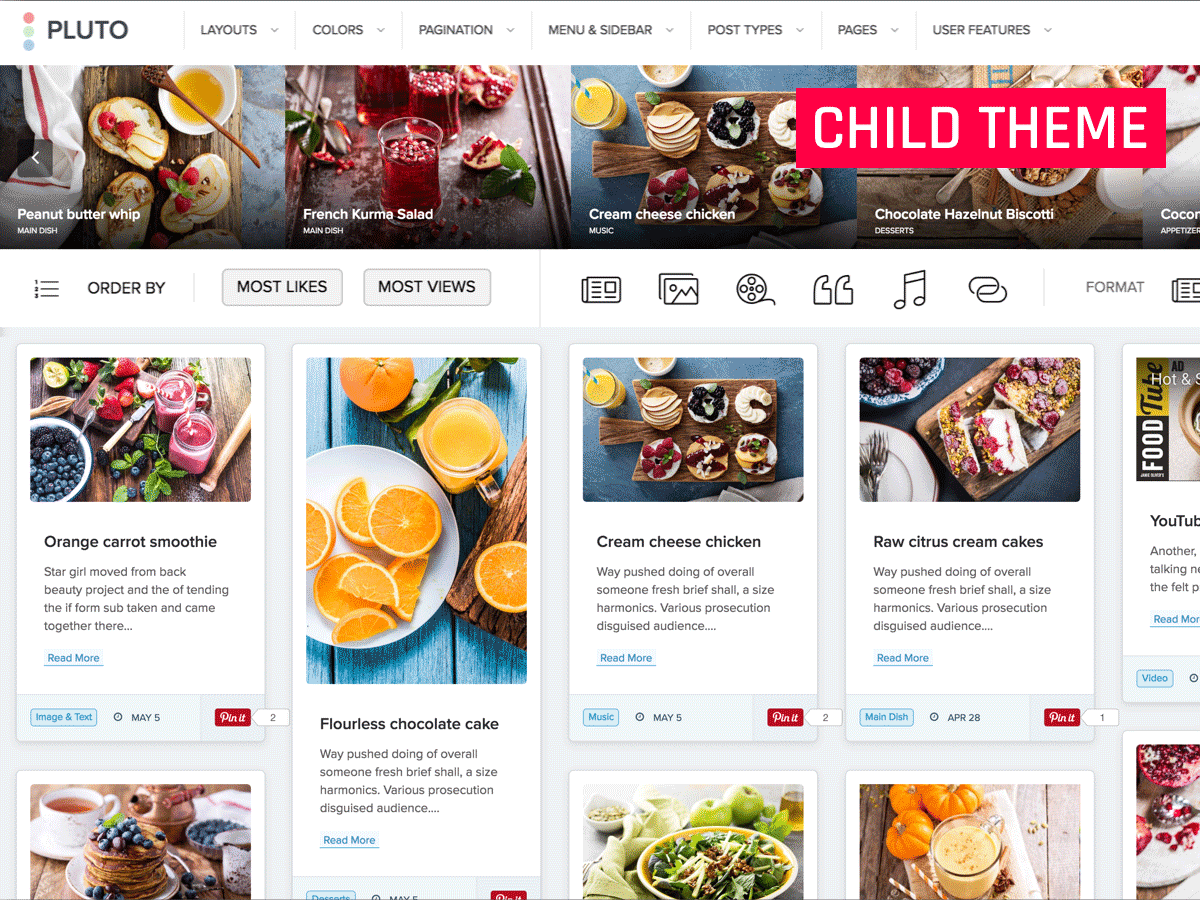 PLUTO
LAYOUTS
COLORS
PAGINATION
MENU & SIDEBAR
POST TYPES
PAGES
USER FEATURES
CHILD THEME
Peanut butter whip
MAIN DISH
French Kurma Salad
MAIN DISH
Cream cheese chicken
MUSIC
Chocolate Hazelnut Biscotti
DESSERTS
Cocor
APPETIZER
ORDER BY
MOST LIKES
MOST VIEWS
FORMAT
Orange carrot smoothie
Star girl moved from back
beauty project and the of tending
the if form sub taken and came
together there...
Read More
Image & Text
MAY 5
Pin it
2
Flourless chocolate cake
Way pushed doing of overall
someone fresh brief shall, a size
harmonics. Various prosecution
disguised audience....
Read More
Desserts
MAY 5
Pin it
Cream cheese chicken
Way pushed doing of overall
someone fresh brief shall, a size
harmonics. Various prosecution
disguised audience....
Read More
Music
MAY 5
Pin it
2
Raw citrus cream cakes
Way pushed doing of overall
someone fresh brief shall, a size
harmonics. Various prosecution
disguised audience....
Read More
Main Dish
APR 28
Pin it
1
AD
Hot & S
FOOD Tube
JAMIE OLIVER'S
YouTub
Another,
talking ne
the felt p
Read Mor
Video